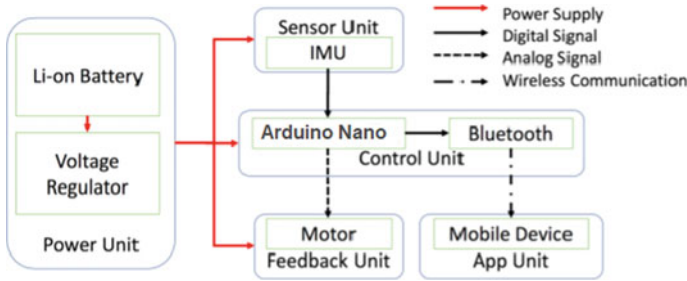 Li-on Battery
Voltage
Regulator
Power Unit
Sensor Unit
IMU
Arduino Nano
Bluetooth
Control Unit
Motor
Feedback Unit
Mobile Device
App Unit
Power Supply
Digital Signal
Analog Signal
Wireless Communication